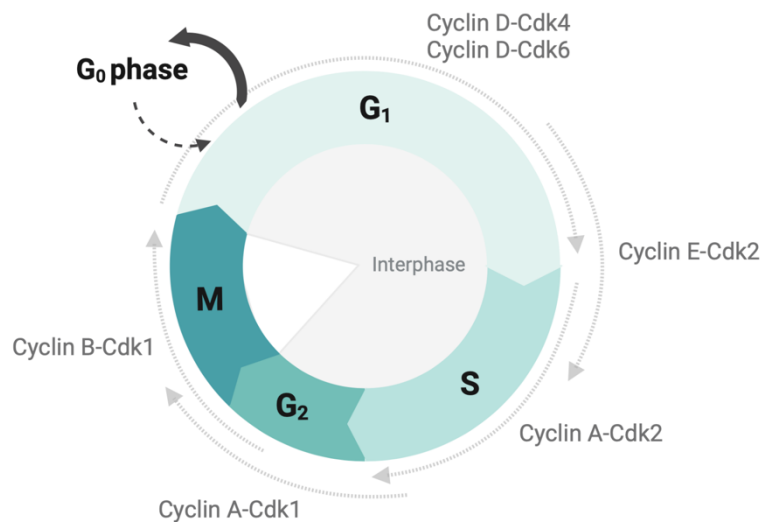 Cyclin D-Cdk4
Cyclin D-Cdk6
G₀ phase
G₁
Cyclin E-Cdk2
Interphase
M
Cyclin B-Cdk1
S
G₂
Cyclin A-Cdk2
Cyclin A-Cdk1